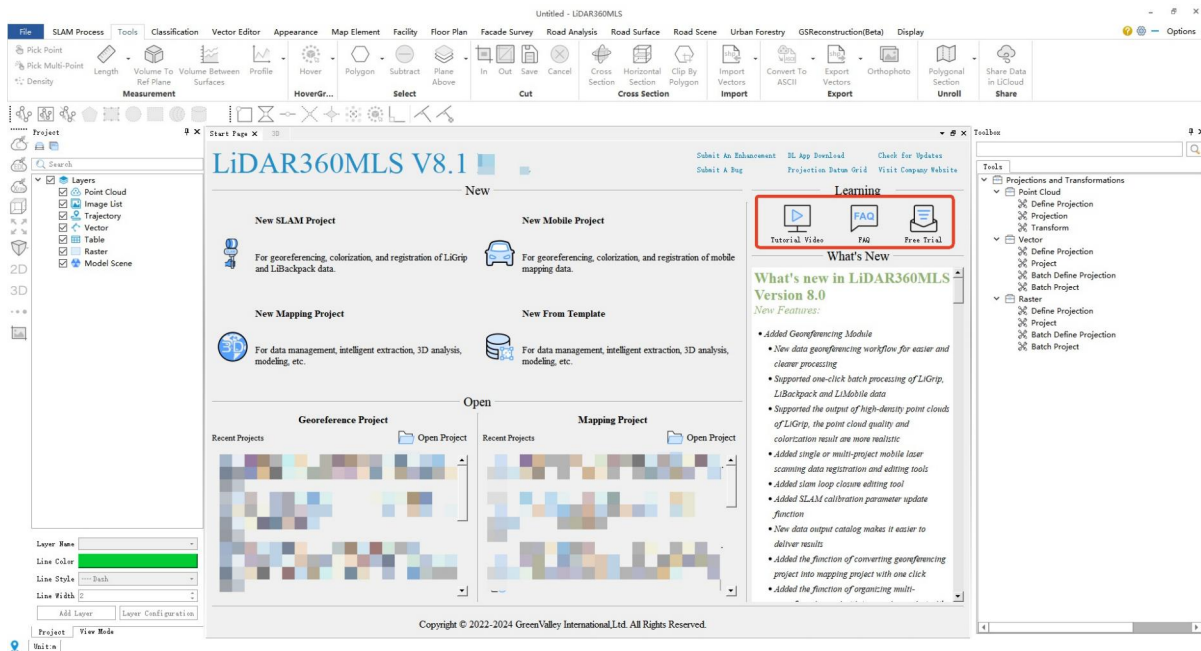 Untitled - LiDAR360MLS
File SLAM Process Tools Classification Vector Editor Appearance Map Element Facility Floor Plan Facade Survey Road Analysis Road Surface Road Scene Urban Forestry GSReconstruction(Beta) Display Options
Pick Point
Pick Multi-Point
Density
Length
Volume To Ref Plane
Volume Between Surfaces
Profile
Measurement
Hover
HoverGr...
Polygon
Subtract
Plane Above
Select
In Out Save Cancel
Cut
Cross Section
Horizontal Section
Clip By Polygon
Cross Section
Import Vectors
Import
Convert To ASCII
Export Vectors
Orthophoto
Export
Polygonal Section
Unroll
Share Data in LiCloud
Share
Project
Search
Layers
Point Cloud
Image List
Trajectory
Vector
Table
Raster
Model Scene
2D
3D
Layer Name
Line Color
Line Style Dash
Line Width 2
Add Layer Layer Configuration
Project View Mode
Unit:m
Start Page 3D
LiDAR360MLS V8.1
Submit An Enhancement DL App Download Check for Updates
Submit A Bug Projection Datum Grid Visit Company Website
New
New SLAM Project
For georeferencing, colorization, and registration of LiGrip
and LiBackpack data.
New Mobile Project
For georeferencing, colorization, and registration of mobile
mapping data.
New Mapping Project
3D
For data management, intelligent extraction, 3D analysis,
modeling, etc.
New From Template
For data management, intelligent extraction, 3D analysis,
modeling, etc.
Open
Georeference Project
Recent Projects Open Project
Mapping Project
Recent Projects Open Project
Learning
FAQ
Tutorial Video FAQ Free Trial
What's New
What's new in LiDAR360MLS
Version 8.0
New Features:
• Added Georeferencing Module
• New data georeferencing workflow for easier and
clearer processing
• Supported one-click batch processing of LiGrip,
LiBackpack and LiMobile data
• Supported the output of high-density point clouds
of LiGrip, the point cloud quality and
colorization result are more realistic
• Added single or multi-project mobile laser
scanning data registration and editing tools
• Added slam loop closure editing tool
• Added SLAM calibration parameter update
function
• New data output catalog makes it easier to
deliver results
• Added the function of converting georeferencing
project into mapping project with one click
• Added the function of organizing multi-
Copyright © 2022-2024 GreenValley International,Ltd. All Rights Reserved.
Toolbox
Tools
Projections and Transformations
Point Cloud
Define Projection
Projection
Transform
Vector
Define Projection
Project
Batch Define Projection
Batch Project
Raster
Define Projection
Project
Batch Define Projection
Batch Project